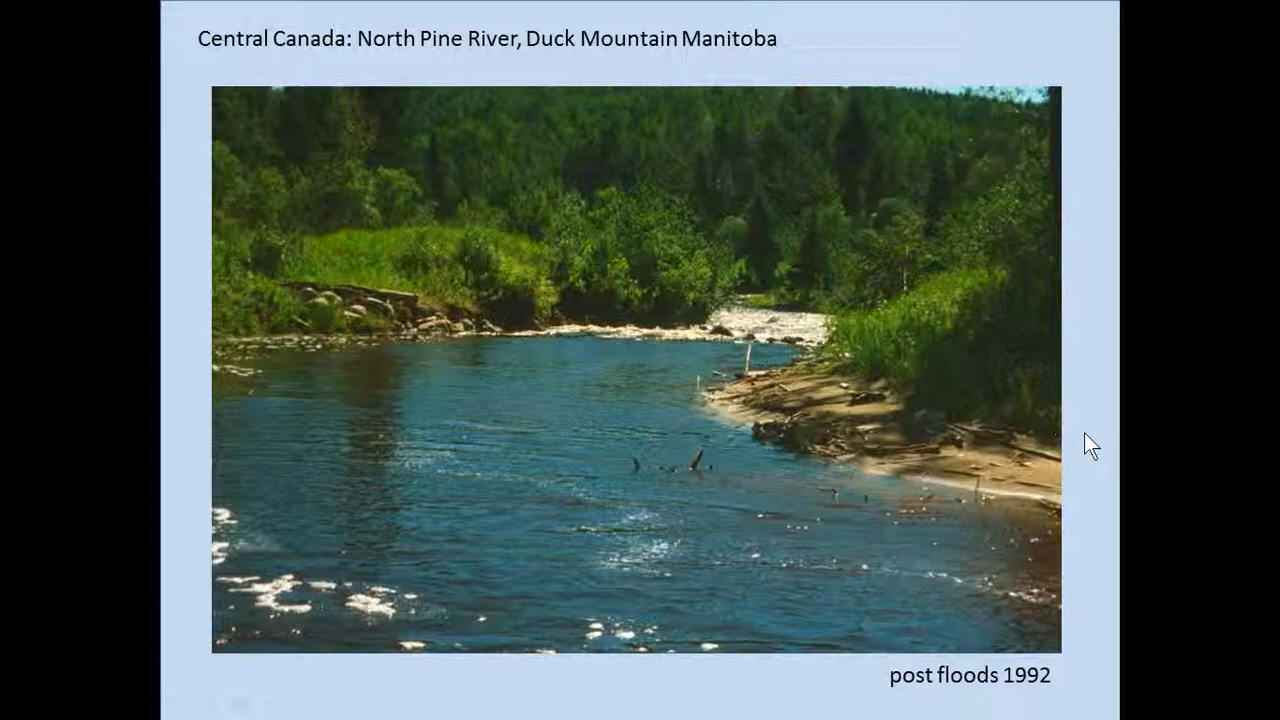 Central Canada: North Pine River, Duck Mountain Manitoba
post floods 1992